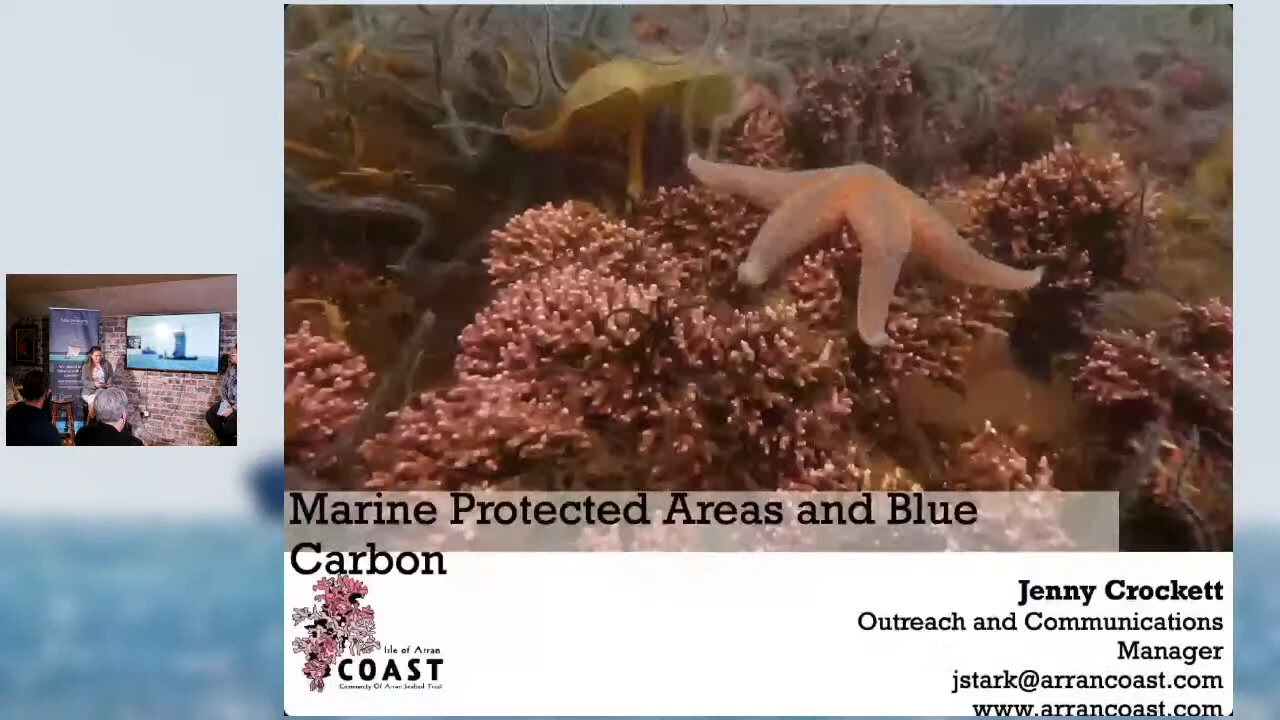 Marine Protected Areas and Blue
Carbon
Isle of Arran
COAST
Community Of Arran Seabed Trust
Jenny Crockett
Outreach and Communications
Manager
jstark@arrancoast.com
www.arrancoast.com